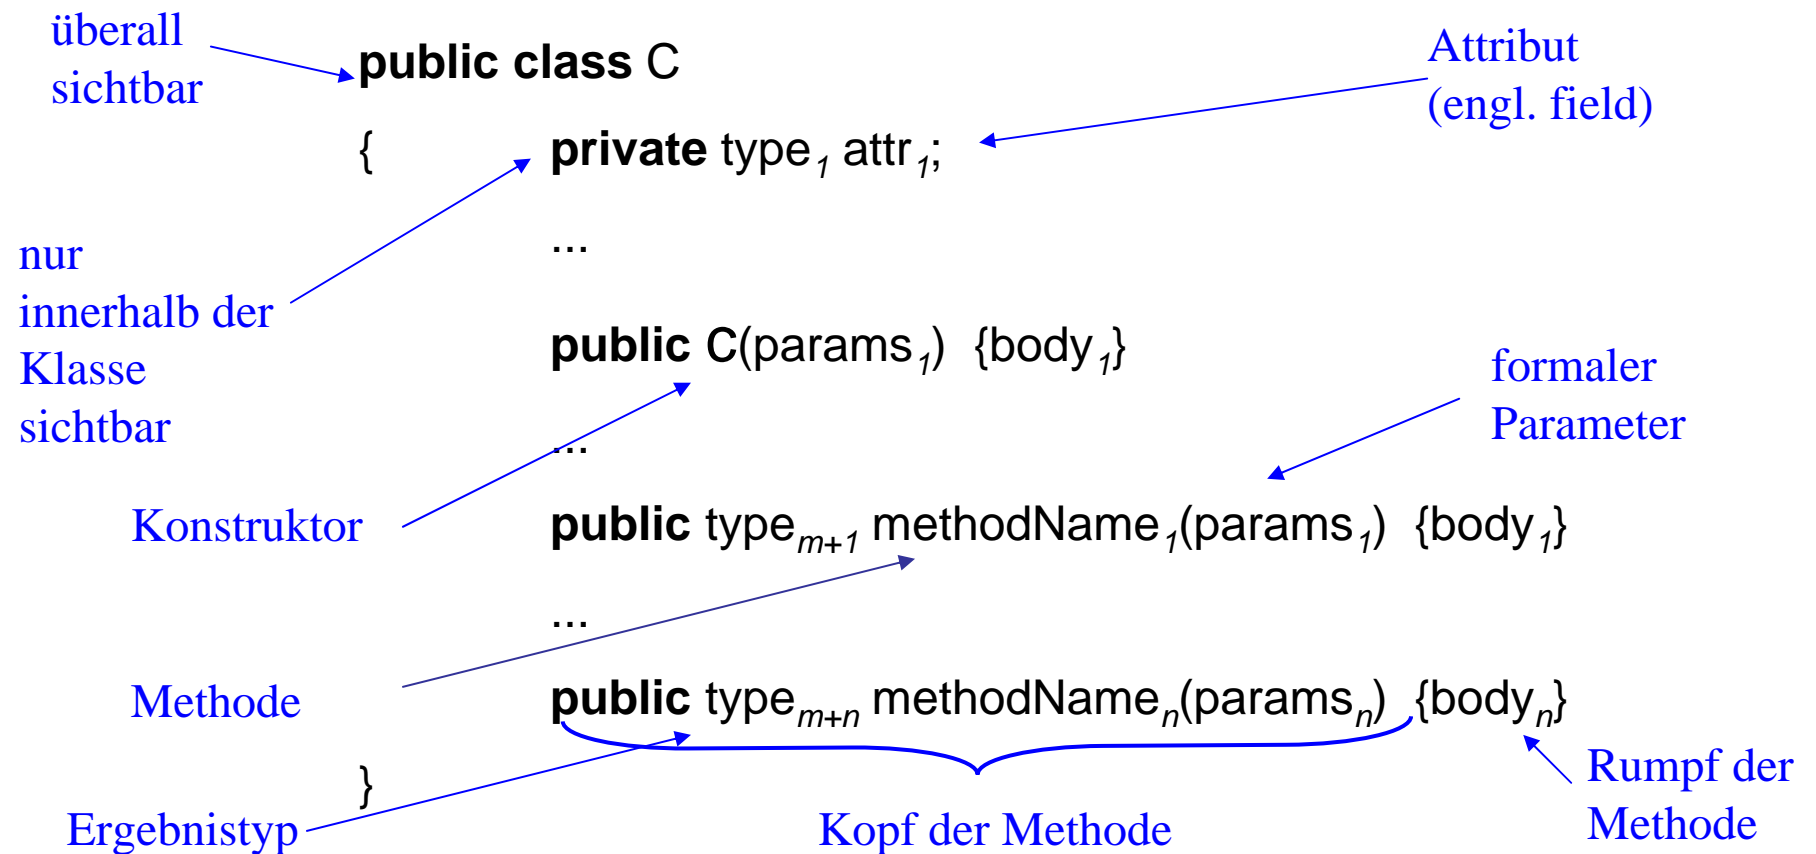 überall
sichtbar
public class C
Attribut
(engl. field)
{ private type1 attr1;
...
nur
innerhalb der
Klasse
sichtbar
public C(params1) {body1}
formaler
Parameter
...
Konstruktor
public typem+1 methodName1(params1) {body1}
...
Methode
public typem+n methodNamen(paramsn) {bodyn}
}
Ergebnistyp
Kopf der Methode
Rumpf der
Methode